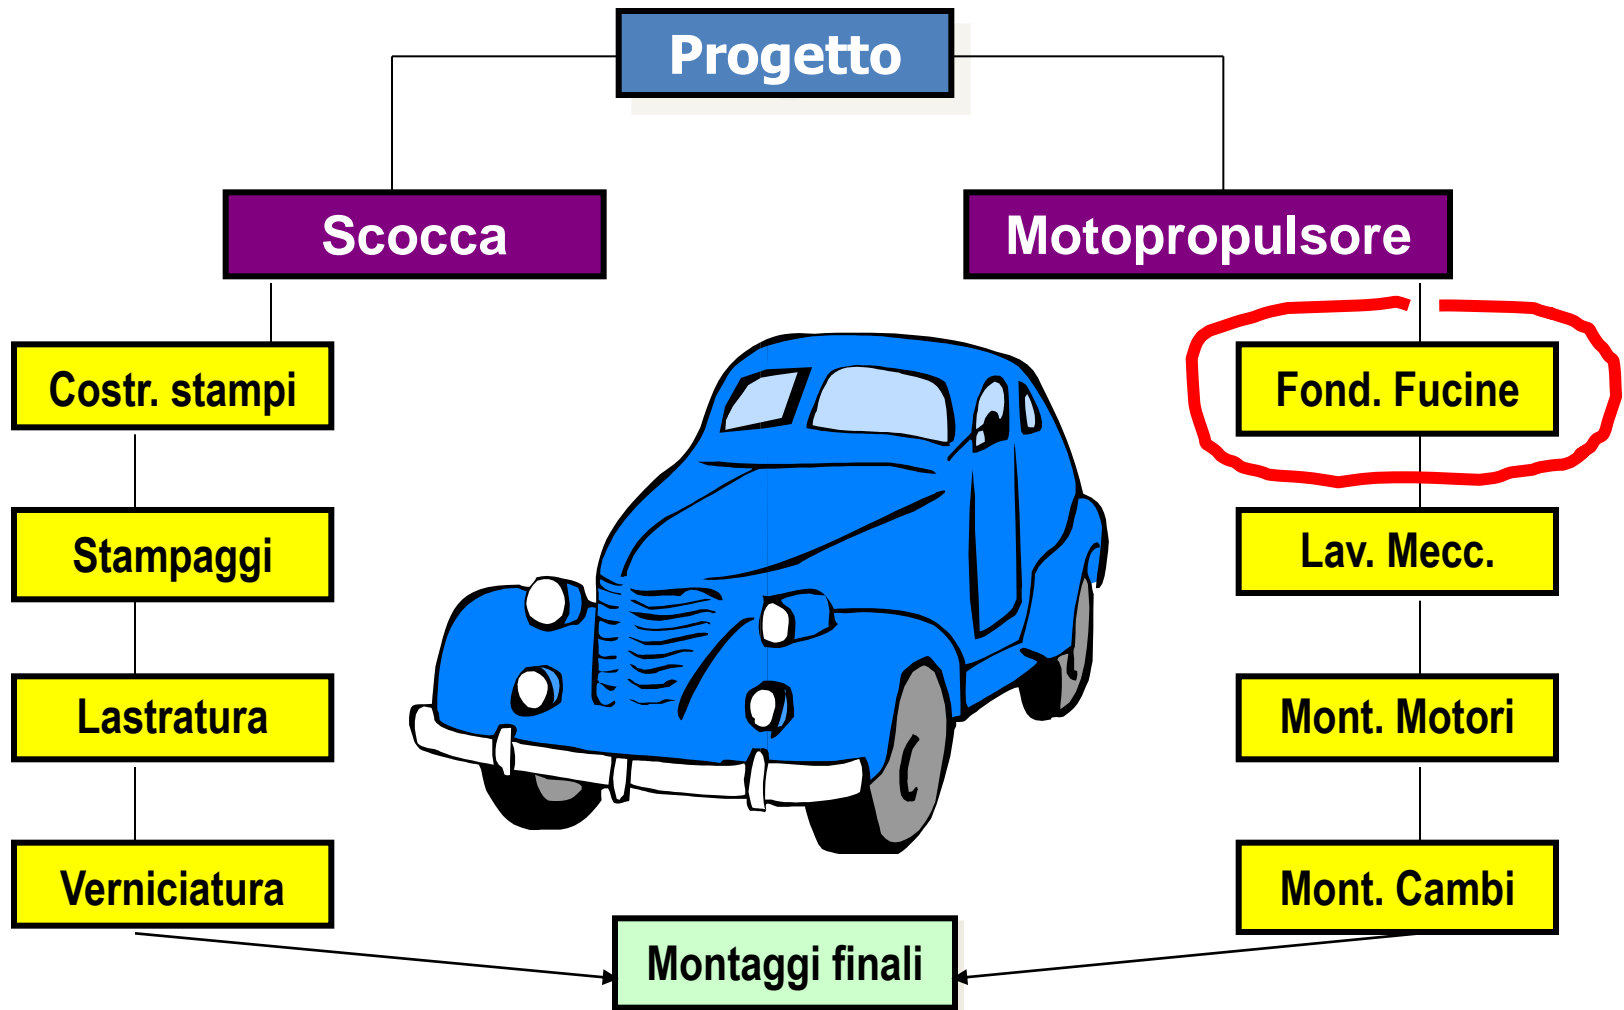 Progetto
Scocca
Motopropulsore
Costr. stampi
Fond. Fucine
Stampaggi
Lav. Mecc.
Lastratura
Mont. Motori
Verniciatura
Mont. Cambi
Montaggi finali